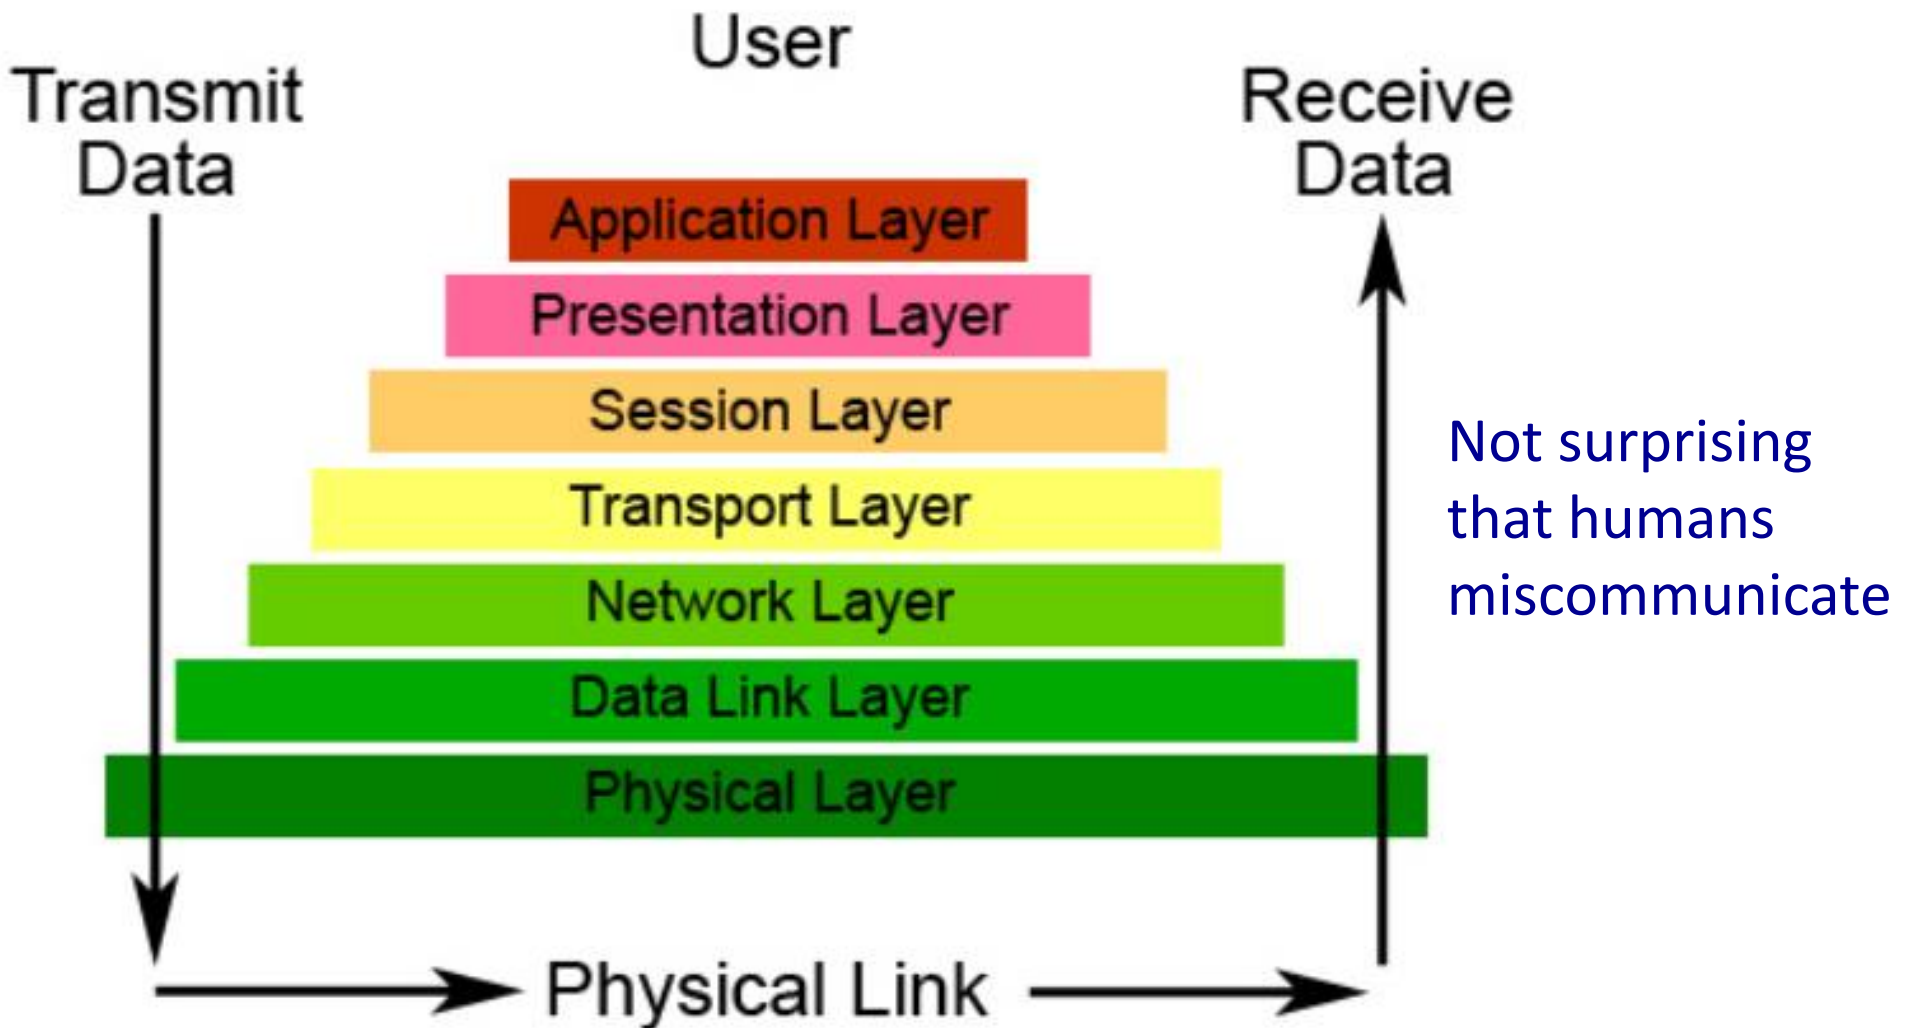 User
Transmit
Data
Receive
Data
Application Layer
Presentation Layer
Session Layer
Transport Layer
Network Layer
Data Link Layer
Physical Layer
Physical Link
Not surprising
that humans
miscommunicate